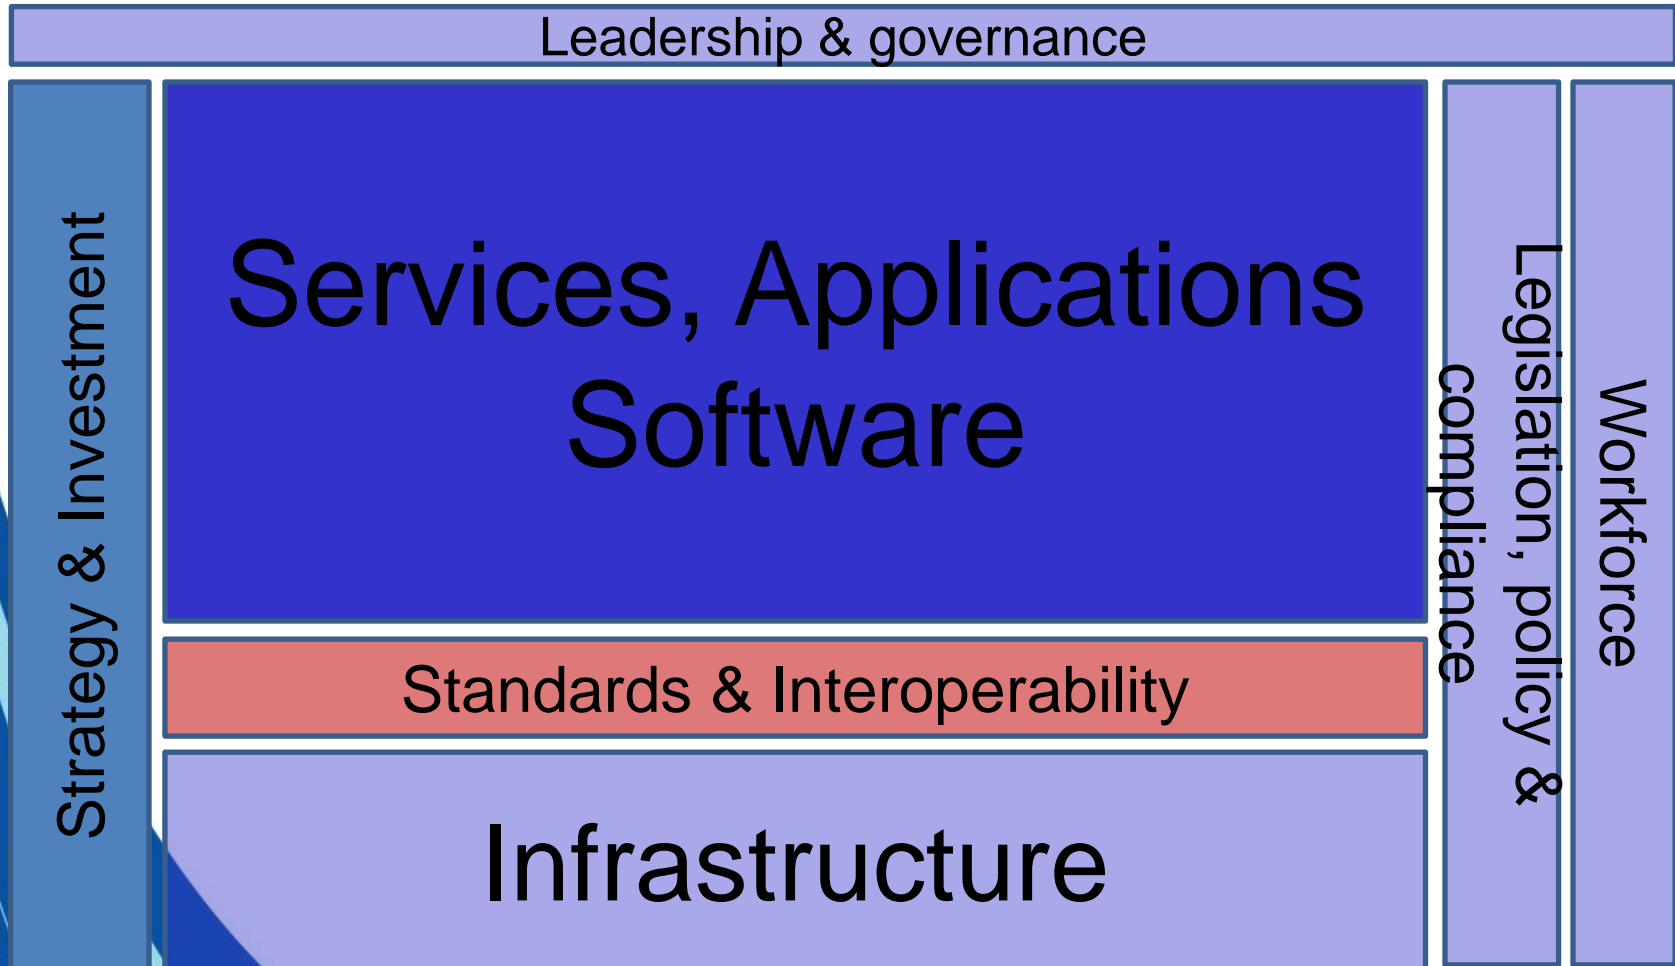 Leadership & governance
Strategy & Investment
Services, Applications
Software
Standards & Interoperability
Infrastructure
Legislation, policy &
compliance
Workforce